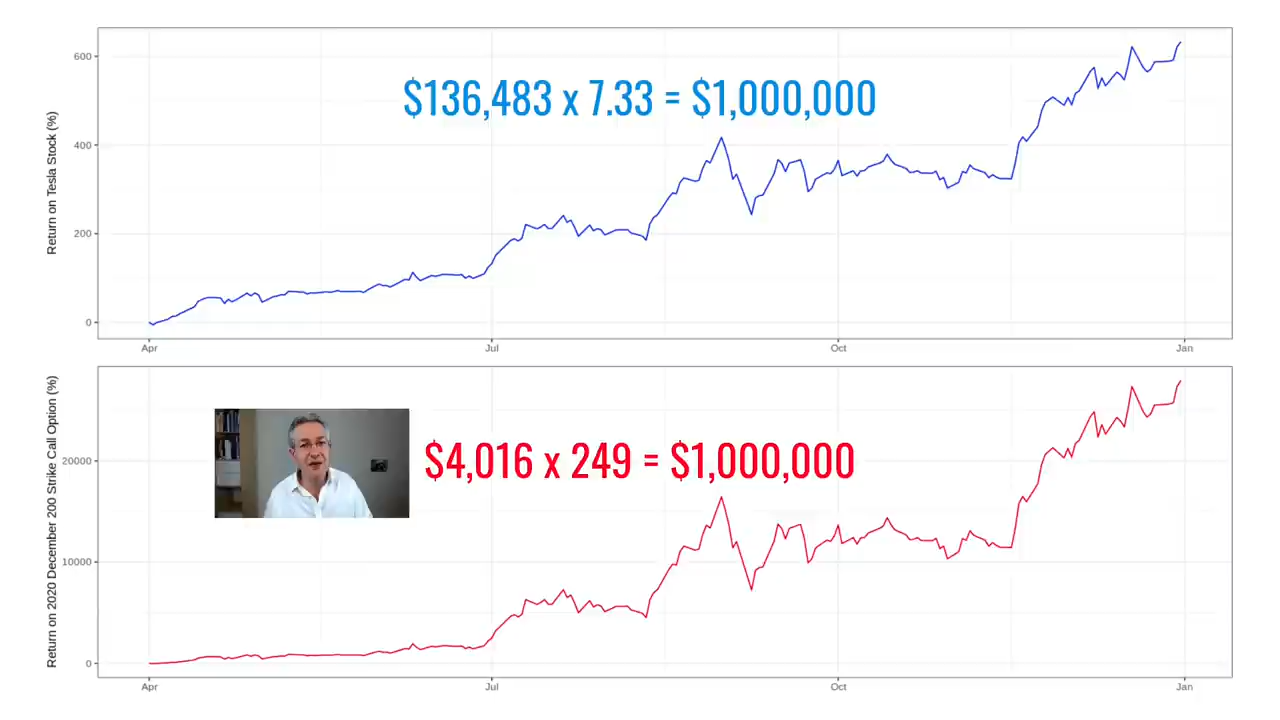 Return on Tesla Stock (%)
600
400
200
0
$136,483 x 7.33 = $1,000,000
Apr Jul Oct Jan
Return on 2020 December 200 Strike Call Option (%)
20000
10000
0
$4,016 x 249 = $1,000,000
Apr Jul Oct Jan